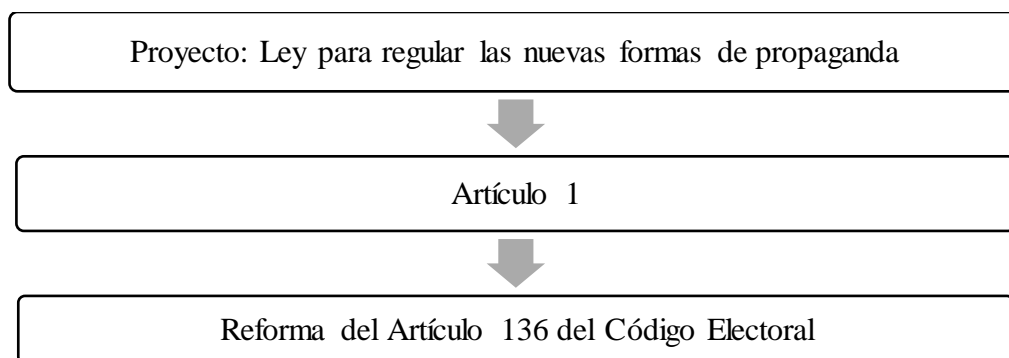 Proyecto: Ley para regular las nuevas formas de propaganda
Artículo 1
Reforma del Artículo 136 del Código Electoral